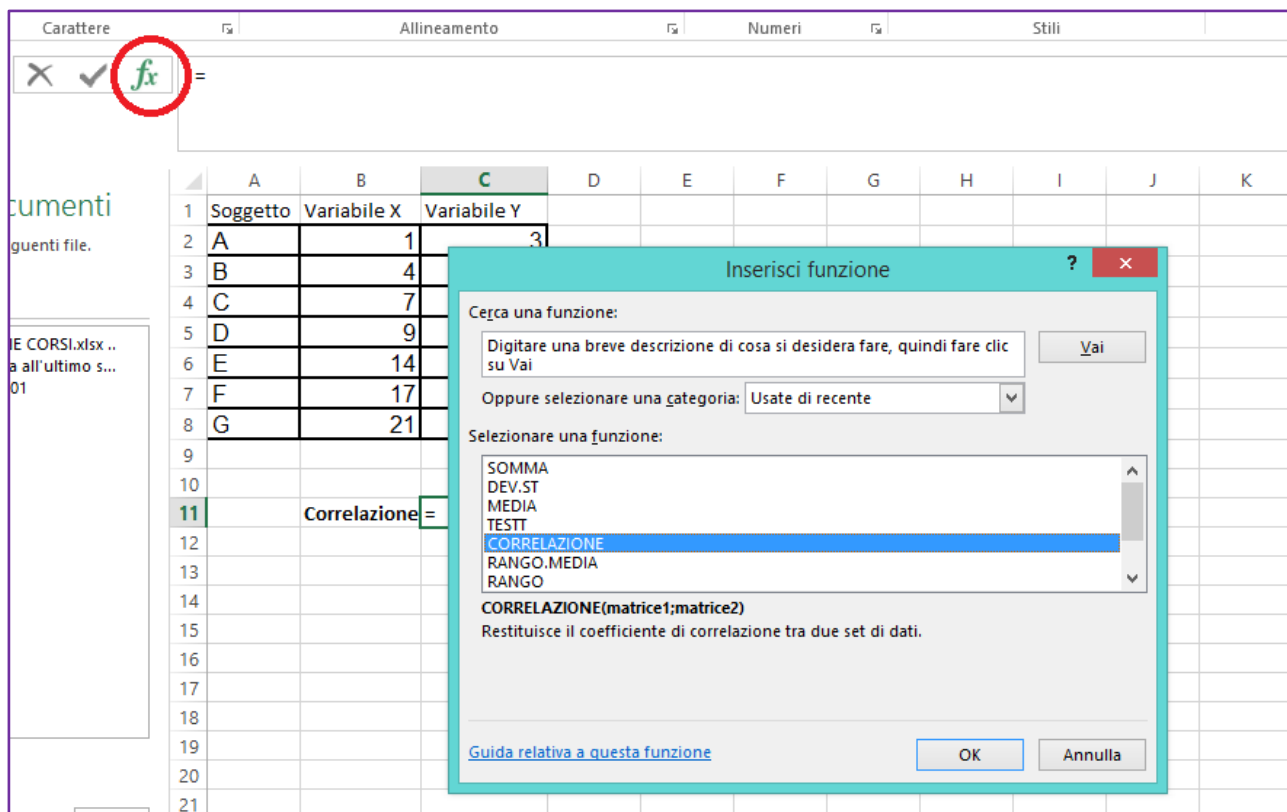 Carattere Allineamento Numeri Stili
fx =
cumenti
guenti file.
IE CORSI.xlsx ..
a all'ultimo s...
01
A B C D E F G H I J K
1 Soggetto Variabile X Variabile Y
2 A 1 3
3 B 4
4 C 7
5 D 9
6 E 14
7 F 17
8 G 21
9
10
11 Correlazione =
12
13
14
15
16
17
18
19
20
21
Inserisci funzione ? ×
Cerca una funzione:
Digitare una breve descrizione di cosa si desidera fare, quindi fare clic
su Vai
Vai
Oppure selezionare una categoria: Usate di recente
Selezionare una funzione:
SOMMA
DEV.ST
MEDIA
TESTT
CORRELAZIONE
RANGO.MEDIA
RANGO
CORRELAZIONE(matrice1;matrice2)
Restituisce il coefficiente di correlazione tra due set di dati.
Guida relativa a questa funzione
OK Annulla